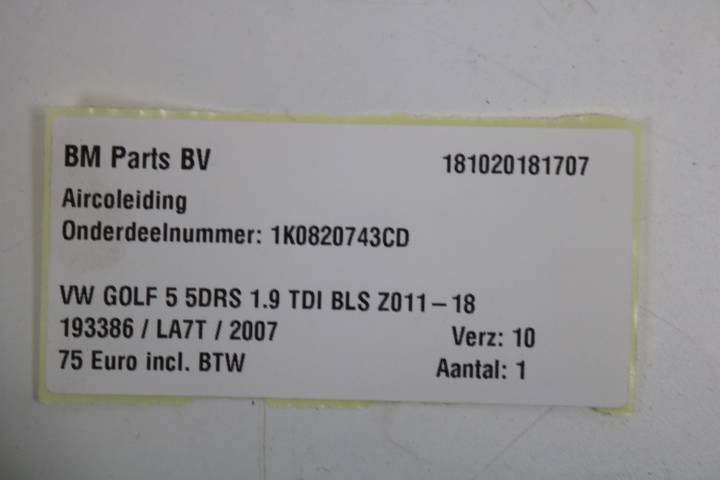 BM Parts BV 181020181707
Aircoleiding
Onderdeelnummer: 1K0820743CD
VW GOLF 5 5DRS 1.9 TDI BLS Z011-18
193386 / LA7T / 2007 Verz: 10
75 Euro incl. BTW Aantal: 1